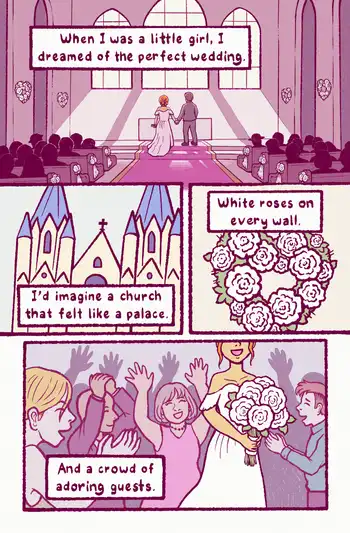 When I was a little girl, I
dreamed of the perfect wedding.
I'd imagine a church
that felt like a palace.
White roses on
every wall.
And a crowd of
adoring guests.